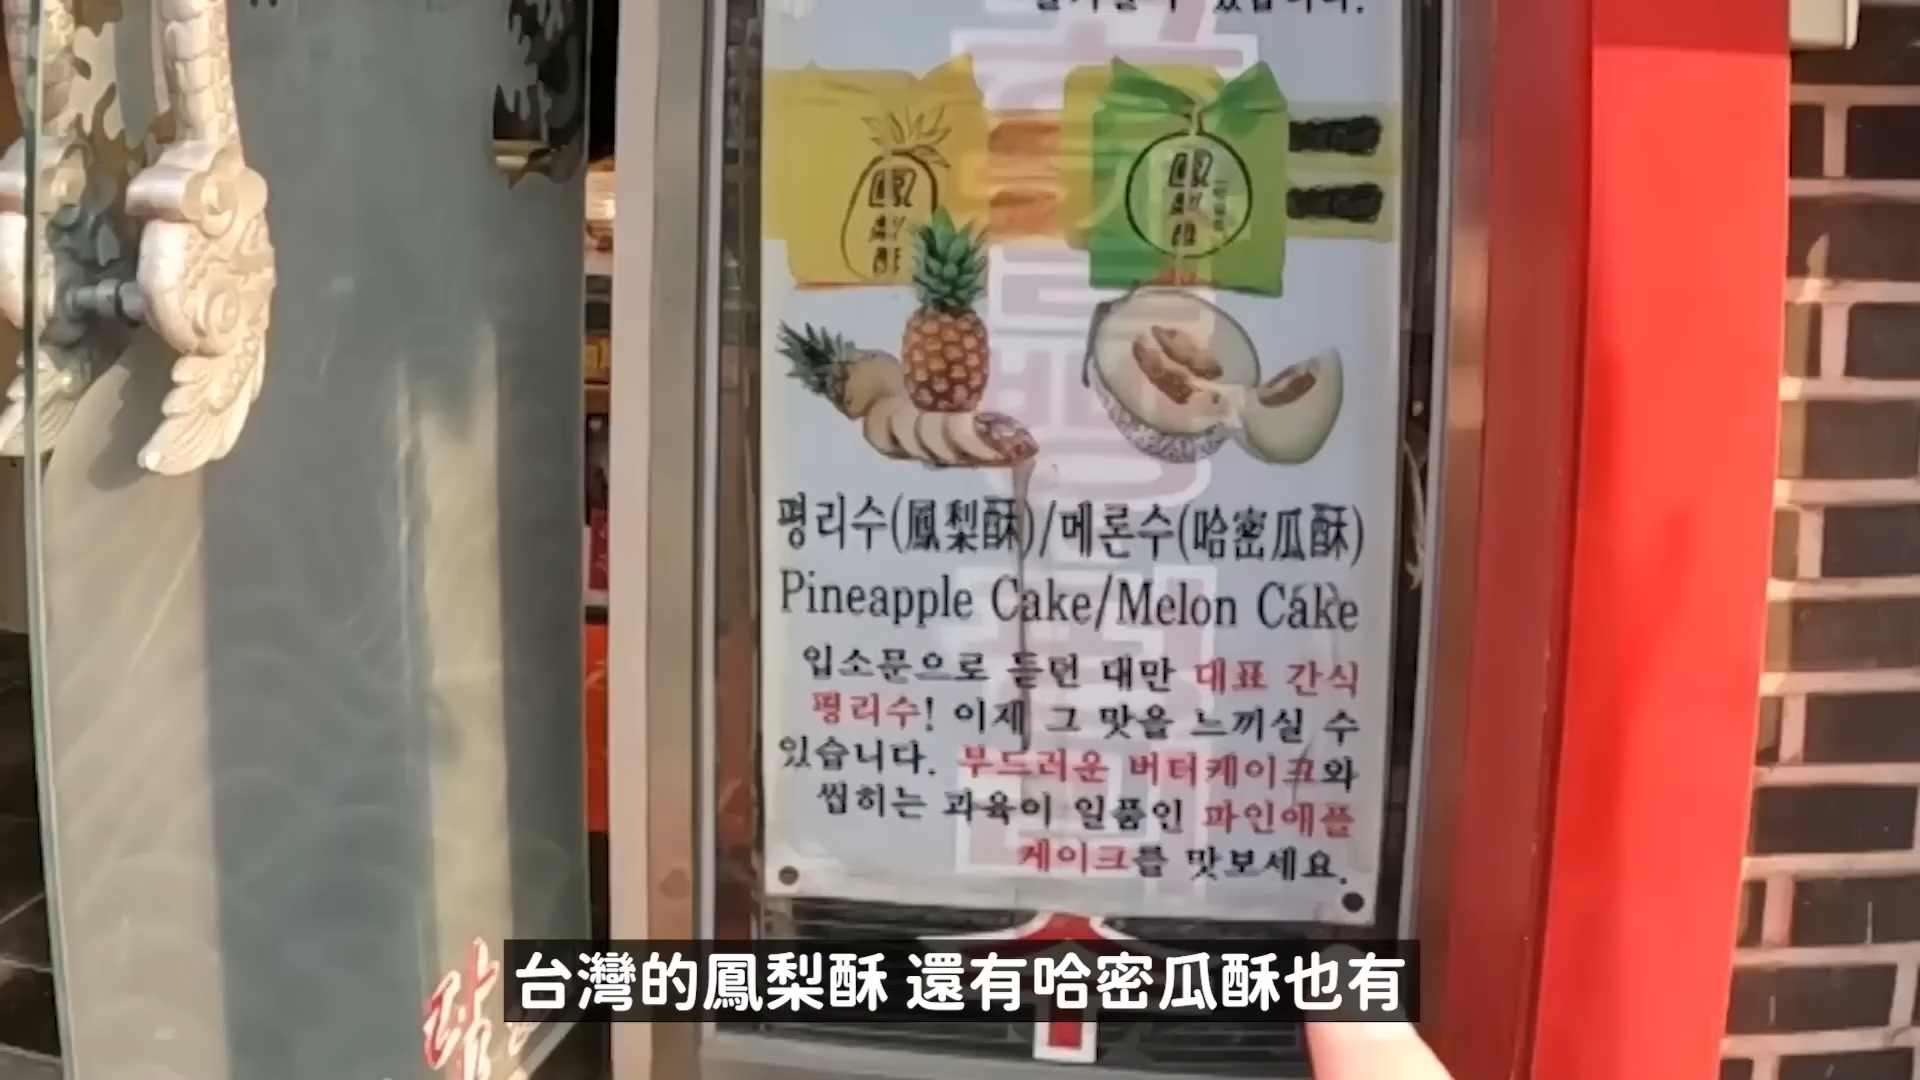 평리수(鳳梨酥)/메론수(哈密瓜酥)
Pineapple Cake/Melon Cake
입소문으로 듣던 대만 대표 간식
평리수! 이제 그 맛을 느끼실 수
있습니다. 부드러운 버터케이크와
씹히는 과육이 일품인 파인애플
케이크를 맛보세요.
台灣的鳳梨酥 還有哈密瓜酥也有